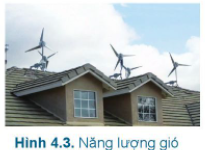 Hình 4.3. Năng lượng gió